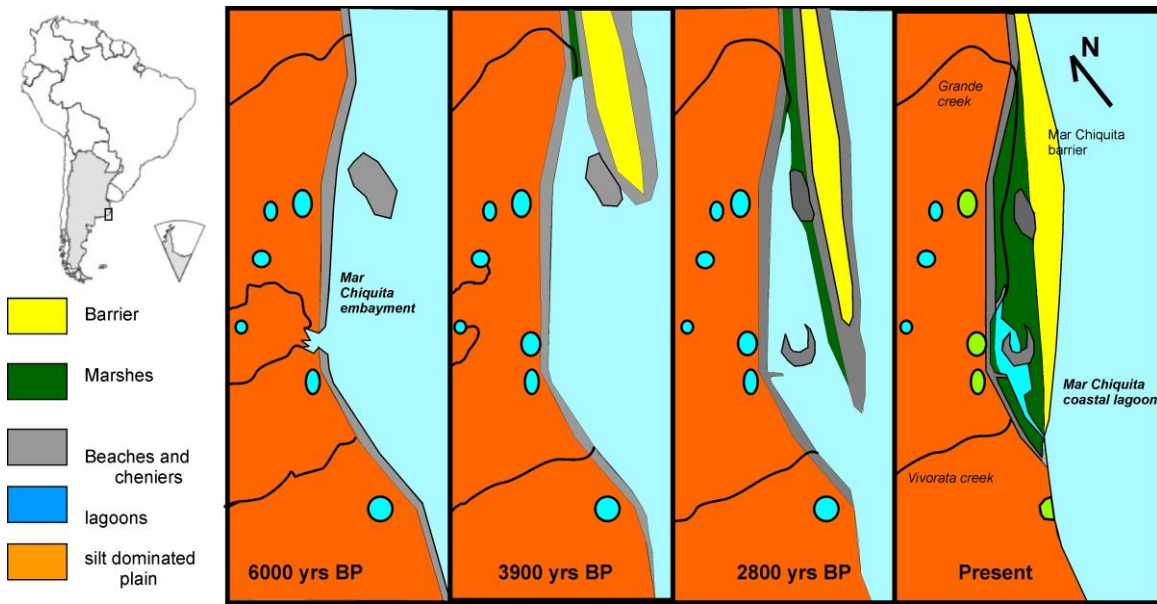 Barrier
Marshes
Beaches and
cheniers
lagoons
silt dominated
plain
Mar
Chiquita
embayment
6000 yrs BP
3900 yrs BP
2800 yrs BP
N
Grande
creek
Mar Chiquita
barrier
Mar Chiquita
coastal lagoon
Vivorata creek
Present